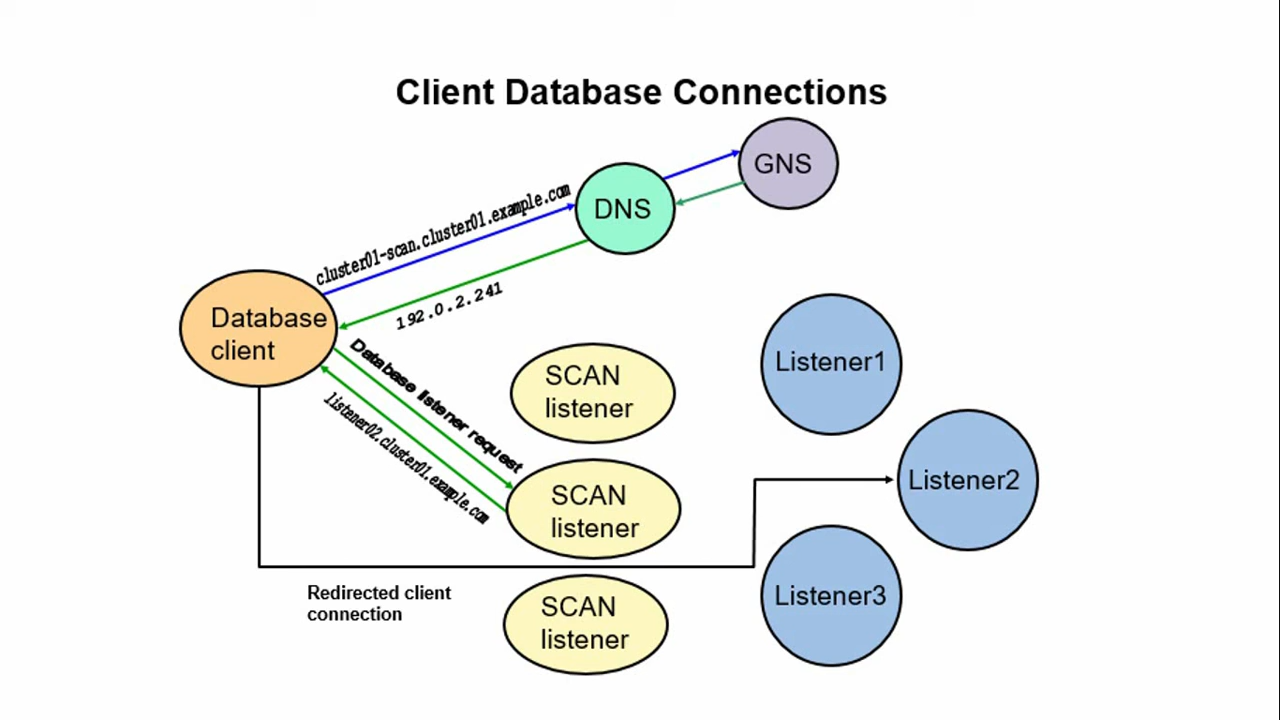 Client Database Connections
GNS
DNS
cluster01-scan.cluster01.example.com
192.0.2.241
Database
client
Database listener request
listener02.cluster01.example.com
SCAN
listener
SCAN
listener
SCAN
listener
Listener1
Listener2
Listener3
Redirected client
connection